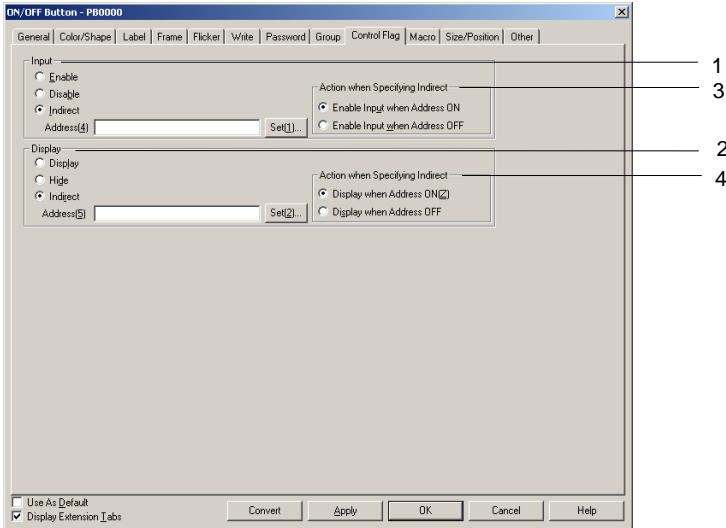 ON/OFF Button - PB0000
General Color/Shape Label Frame Flicker Write Password Group Control Flag Macro Size/Position Other
Input
Enable
Disable
Indirect
Address(4) Set(1)...
Action when Specifying Indirect
Enable Input when Address ON
Enable Input when Address OFF
1
3
Display
Display
Hide
Indirect
Address(5) Set(2)...
Action when Specifying Indirect
Display when Address ON(Z)
Display when Address OFF
2
4
Use As Default
Display Extension Tabs
Convert Apply OK Cancel Help